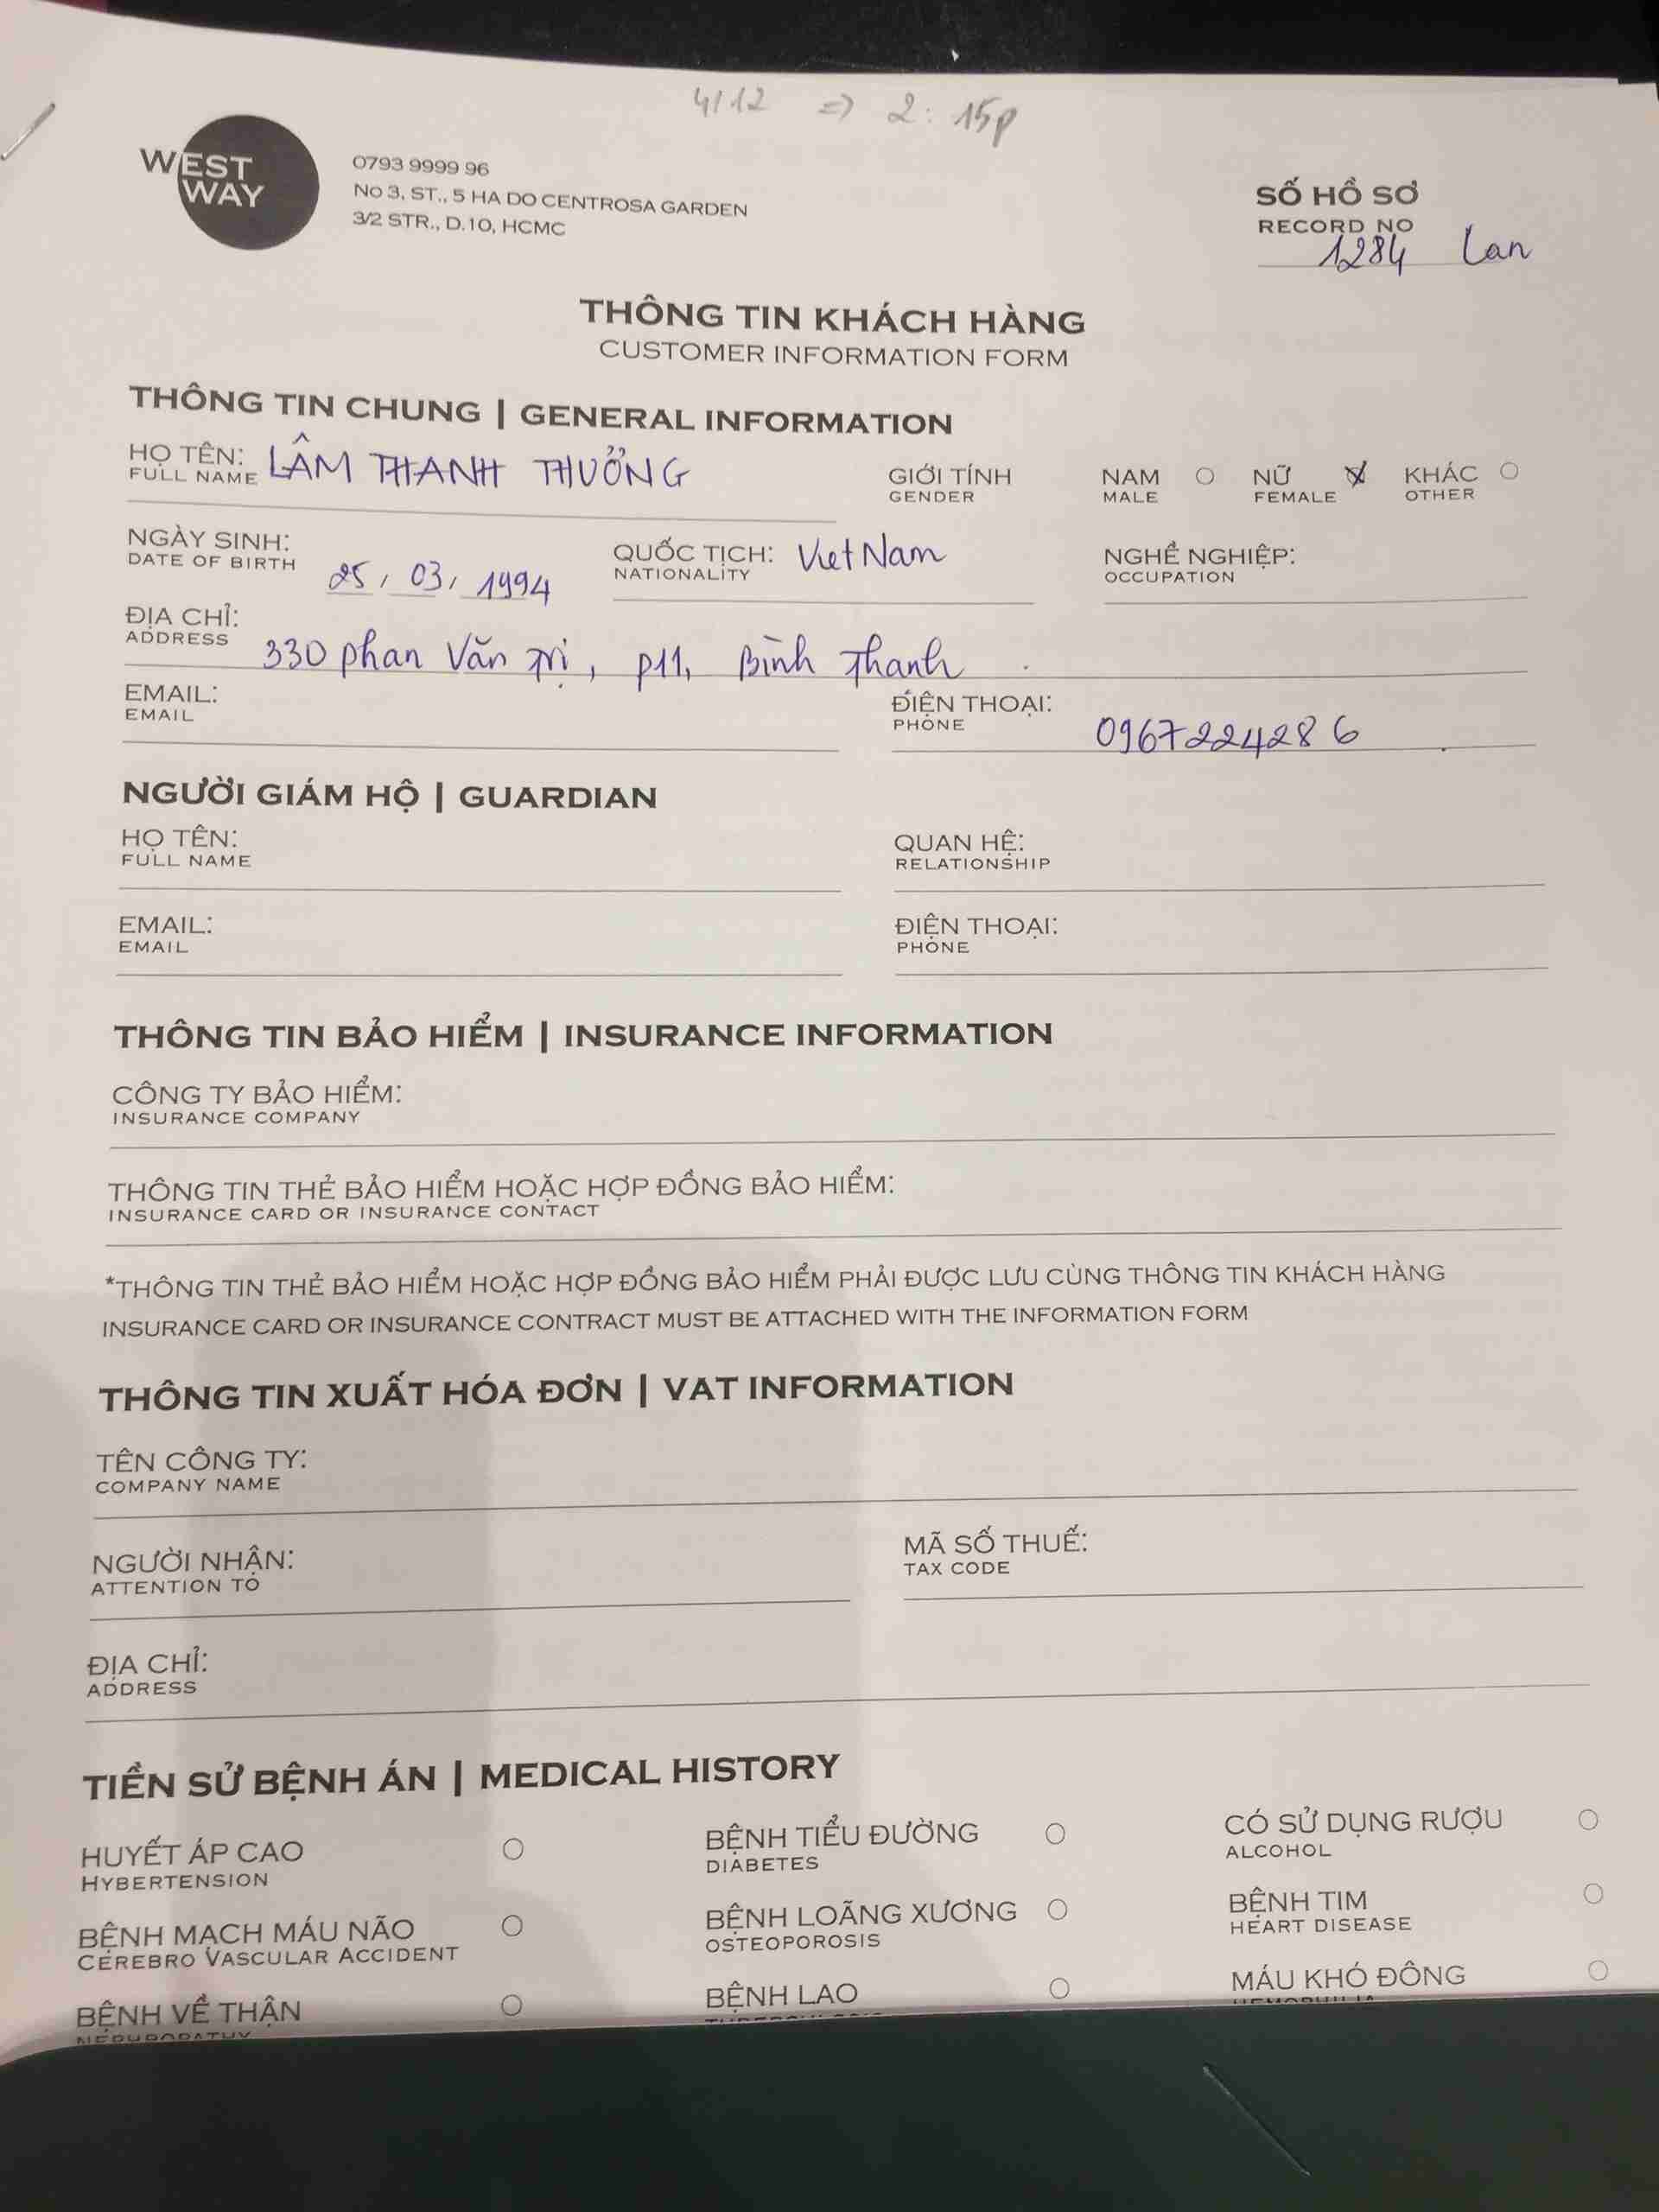 4/12 => 2:15p
WEST
WAY
0793 9999 96
NO 3, ST., 5 HA DO CENTROSA GARDEN
3/2 STR., D.10, HCMC
SỐ HỒ SƠ
RECORD NO
1284 Lan
THÔNG TIN KHÁCH HÀNG
CUSTOMER INFORMATION FORM
THÔNG TIN CHUNG | GENERAL INFORMATION
HỌ TÊN: LÂM THANH THƯỞNG
FULL NAME
GIỚI TÍNH NAM NỮ KHÁC
GENDER MALE FEMALE OTHER
NGÀY SINH: 25, 03, 1994
DATE OF BIRTH
QUỐC TỊCH: Việt Nam
NATIONALITY
NGHỀ NGHIỆP:
OCCUPATION
ĐỊA CHỈ: 330 Phan Văn Trị, p11, Bình Thạnh
ADDRESS
EMAIL:
EMAIL
ĐIỆN THOẠI: 0967224286
PHONE
NGƯỜI GIÁM HỘ | GUARDIAN
HỌ TÊN:
FULL NAME
QUAN HỆ:
RELATIONSHIP
EMAIL:
EMAIL
ĐIỆN THOẠI:
PHONE
THÔNG TIN BẢO HIỂM | INSURANCE INFORMATION
CÔNG TY BẢO HIỂM:
INSURANCE COMPANY
THÔNG TIN THẺ BẢO HIỂM HOẶC HỢP ĐỒNG BẢO HIỂM:
INSURANCE CARD OR INSURANCE CONTACT
*THÔNG TIN THẺ BẢO HIỂM HOẶC HỢP ĐỒNG BẢO HIỂM PHẢI ĐƯỢC LƯU CÙNG THÔNG TIN KHÁCH HÀNG
INSURANCE CARD OR INSURANCE CONTRACT MUST BE ATTACHED WITH THE INFORMATION FORM
THÔNG TIN XUẤT HÓA ĐƠN | VAT INFORMATION
TÊN CÔNG TY:
COMPANY NAME
NGƯỜI NHẬN:
ATTENTION TO
MÃ SỐ THUẾ:
TAX CODE
ĐỊA CHỈ:
ADDRESS
TIỀN SỬ BỆNH ÁN | MEDICAL HISTORY
HUYẾT ÁP CAO BỆNH TIỂU ĐƯỜNG CÓ SỬ DỤNG RƯỢU
HYBERTENSION DIABETES ALCOHOL
BỆNH MẠCH MÁU NÃO BỆNH LOÃNG XƯƠNG BỆNH TIM
CEREBRO VASCULAR ACCIDENT OSTEOPOROSIS HEART DISEASE
BỆNH VỀ THẬN BỆNH LAO MÁU KHÓ ĐÔNG